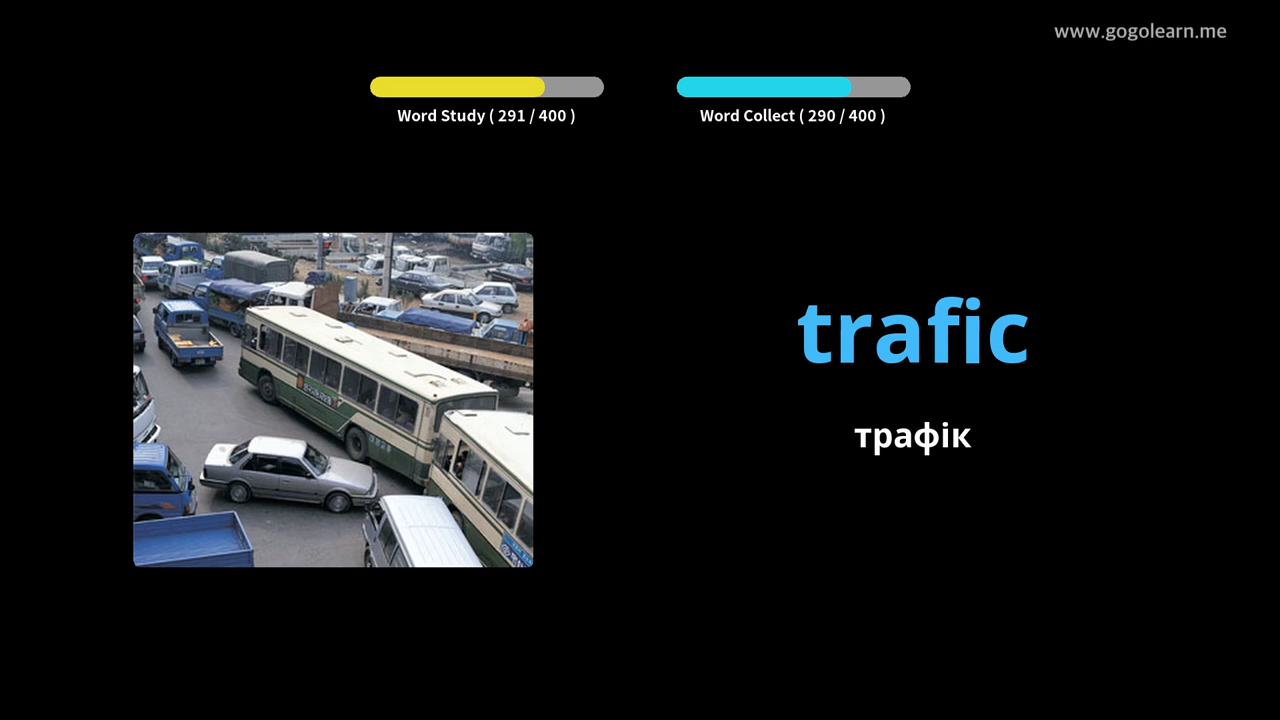 www.gogolearn.me
Word Study ( 291 / 400 )
Word Collect ( 290 / 400 )
trafic
трафік